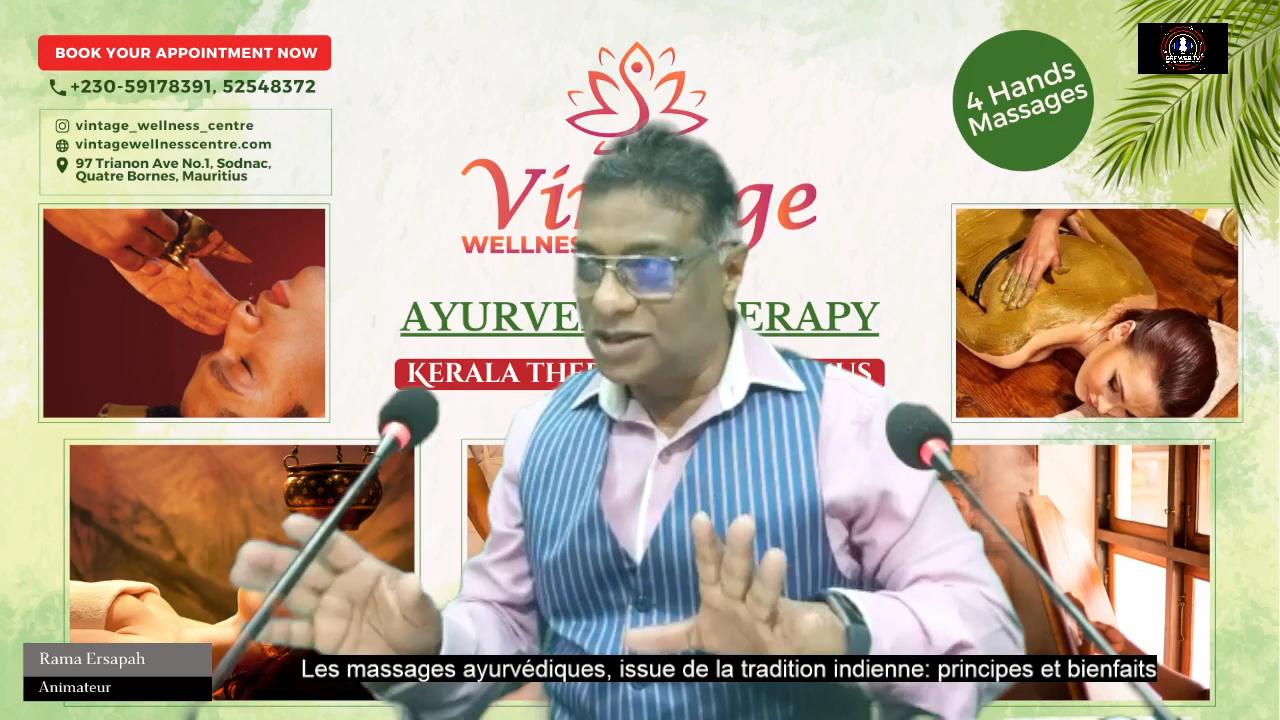 BOOK YOUR APPOINTMENT NOW
+230-59178391, 52548372
vintage_wellness_centre
vintagewellnesscentre.com
97 Trianon Ave No.1, Sodnac,
Quatre Bornes, Mauritius
4 Hands
Massages
KERALA
Rama Ersapah
Animateur
Les massages ayurvédiques, issue de la tradition indienne: principes et bienfaits